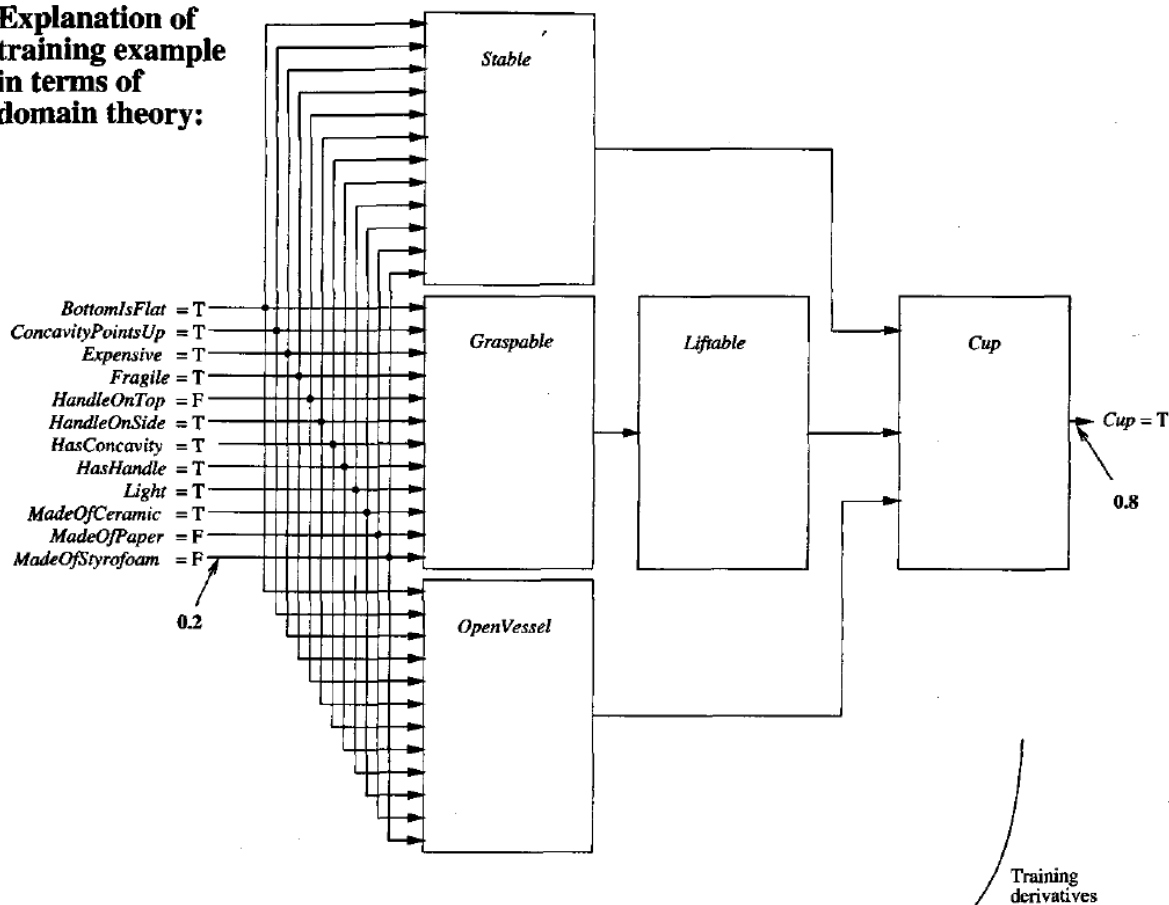 Explanation of
training example
in terms of
domain theory:
Stable
BottomIsFlat = T
ConcavityPointsUp = T
Expensive = T
Fragile = T
HandleOnTop = F
HandleOnSide = T
HasConcavity = T
HasHandle = T
Light = T
MadeOfCeramic = T
MadeOfPaper = F
MadeOfStyrofoam = F
0.2
Graspable
Liftable
Cup
Cup = T
0.8
OpenVessel
Training
derivatives